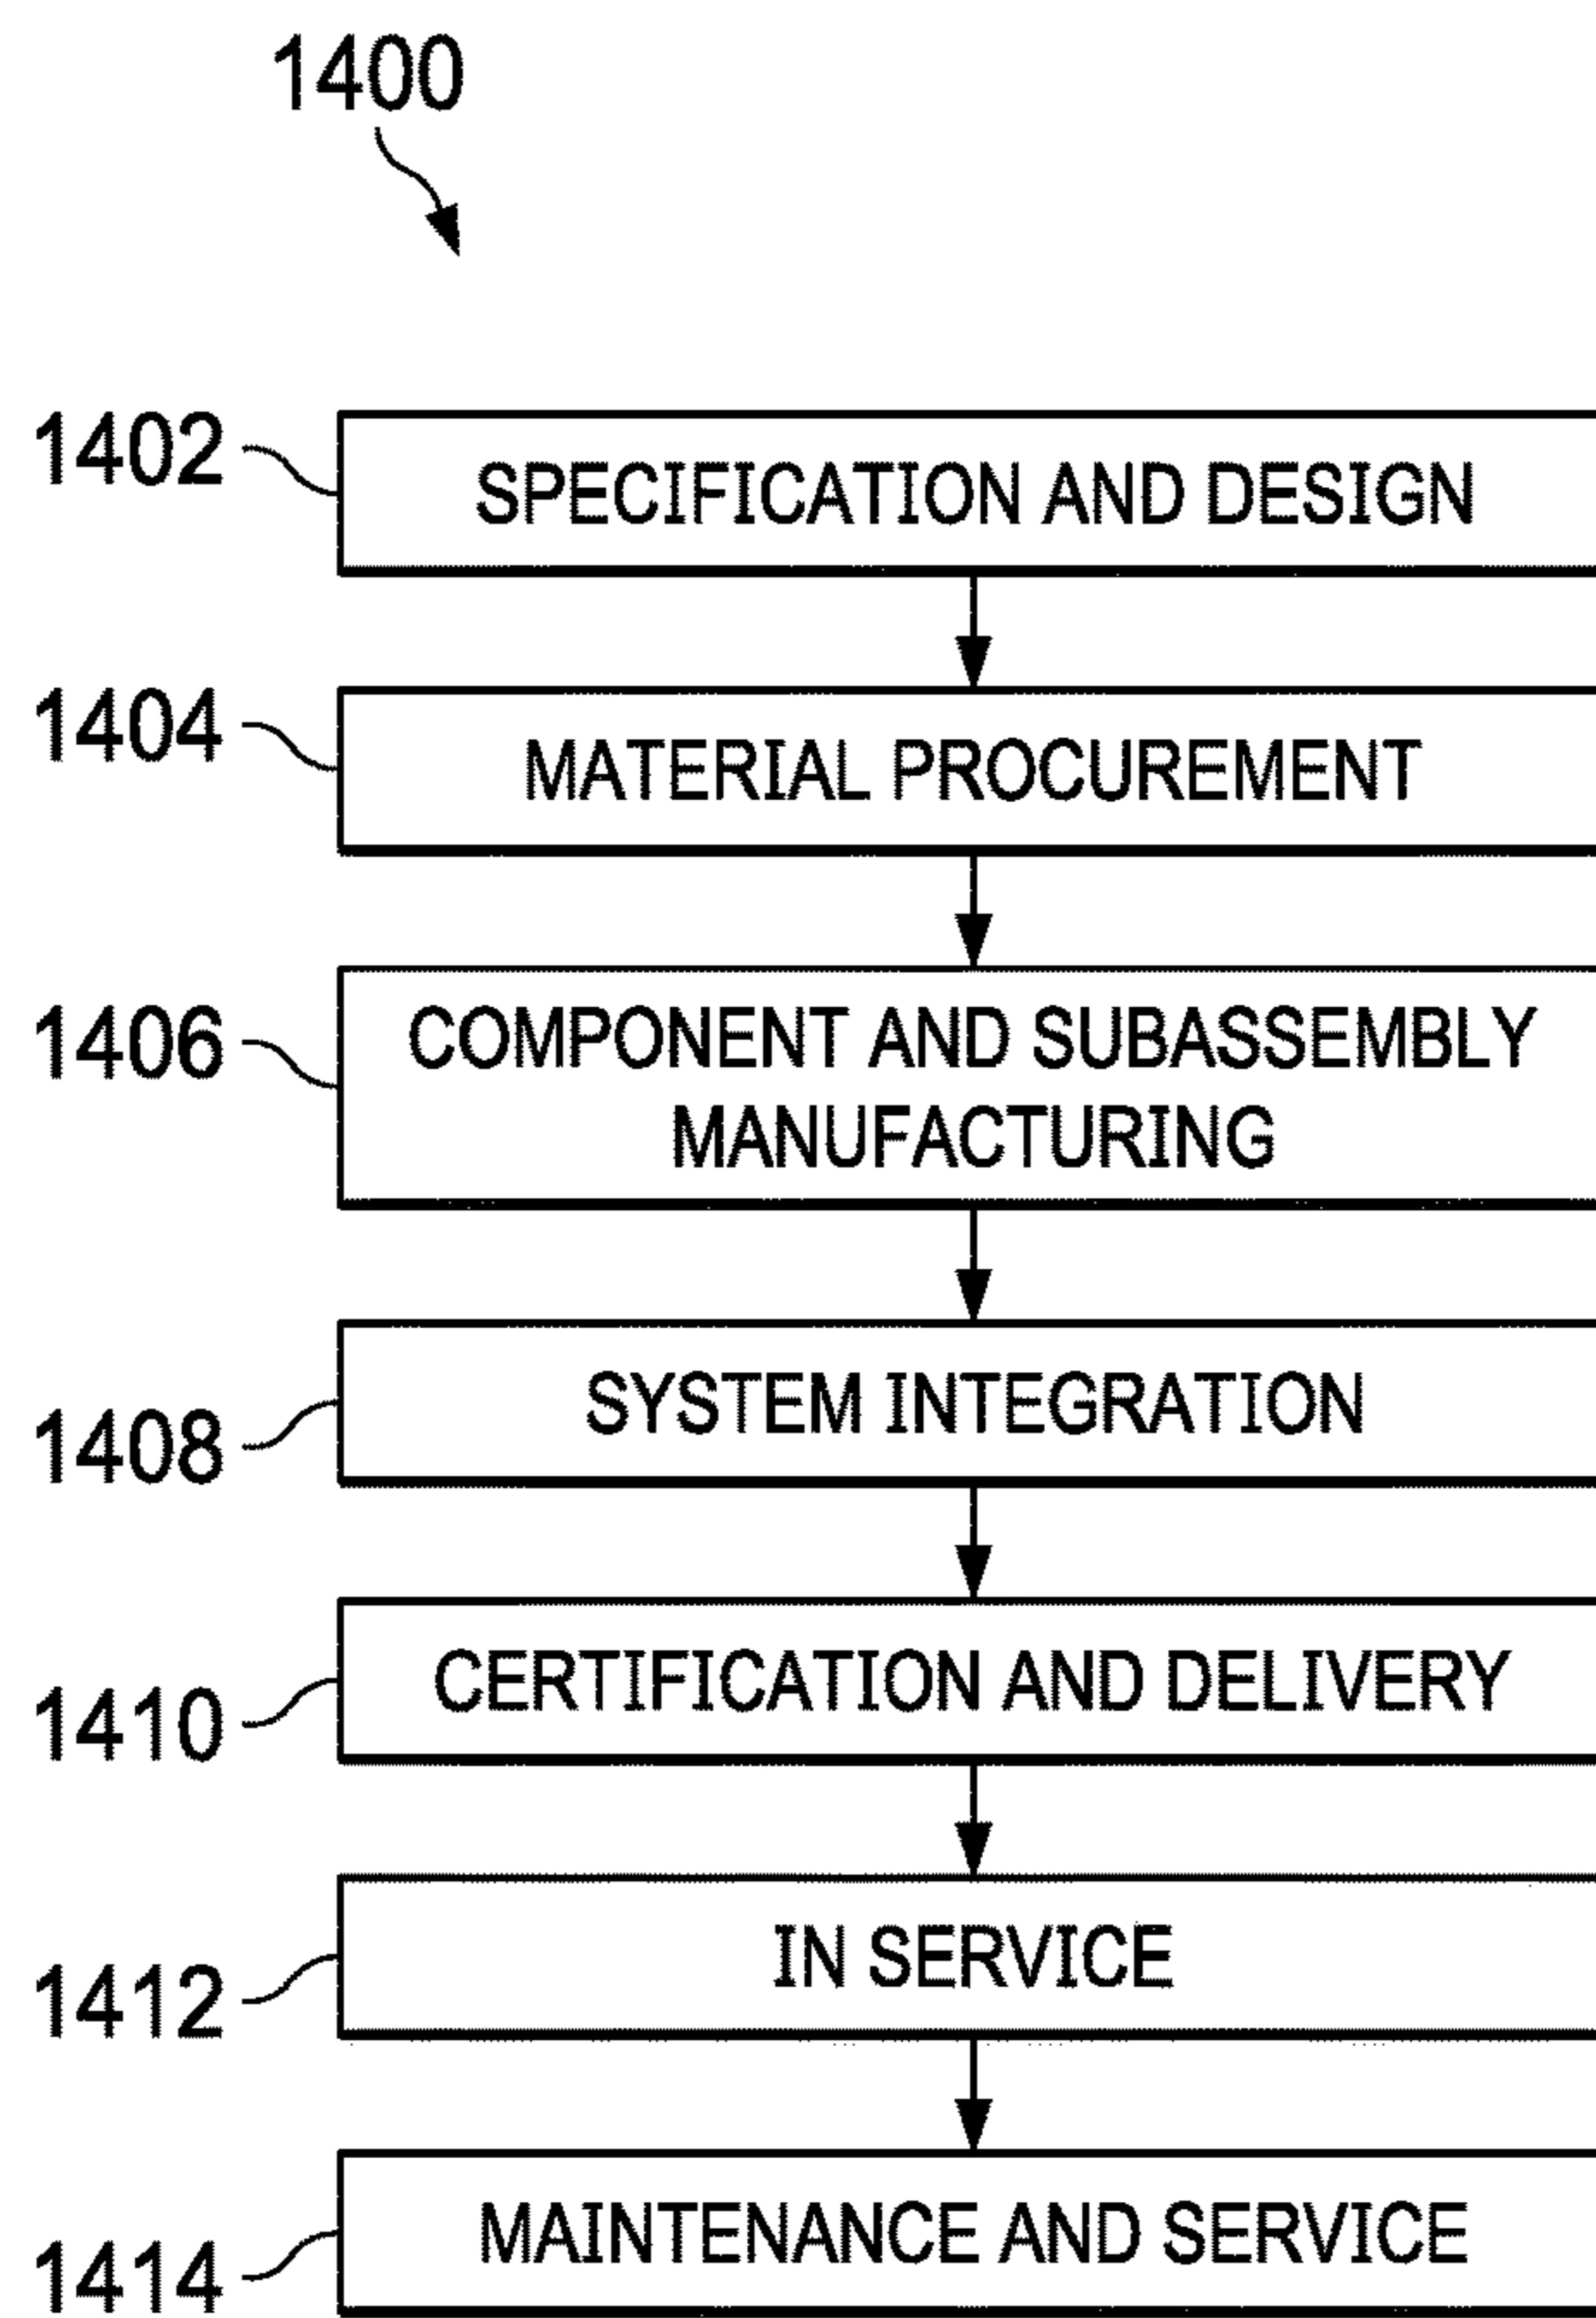 1400
1402
SPECIFICATION AND DESIGN
1404
MATERIAL PROCUREMENT
1406
COMPONENT AND SUBASSEMBLY
MANUFACTURING
1408
SYSTEM INTEGRATION
1410
CERTIFICATION AND DELIVERY
1412
IN SERVICE
1414
MAINTENANCE AND SERVICE